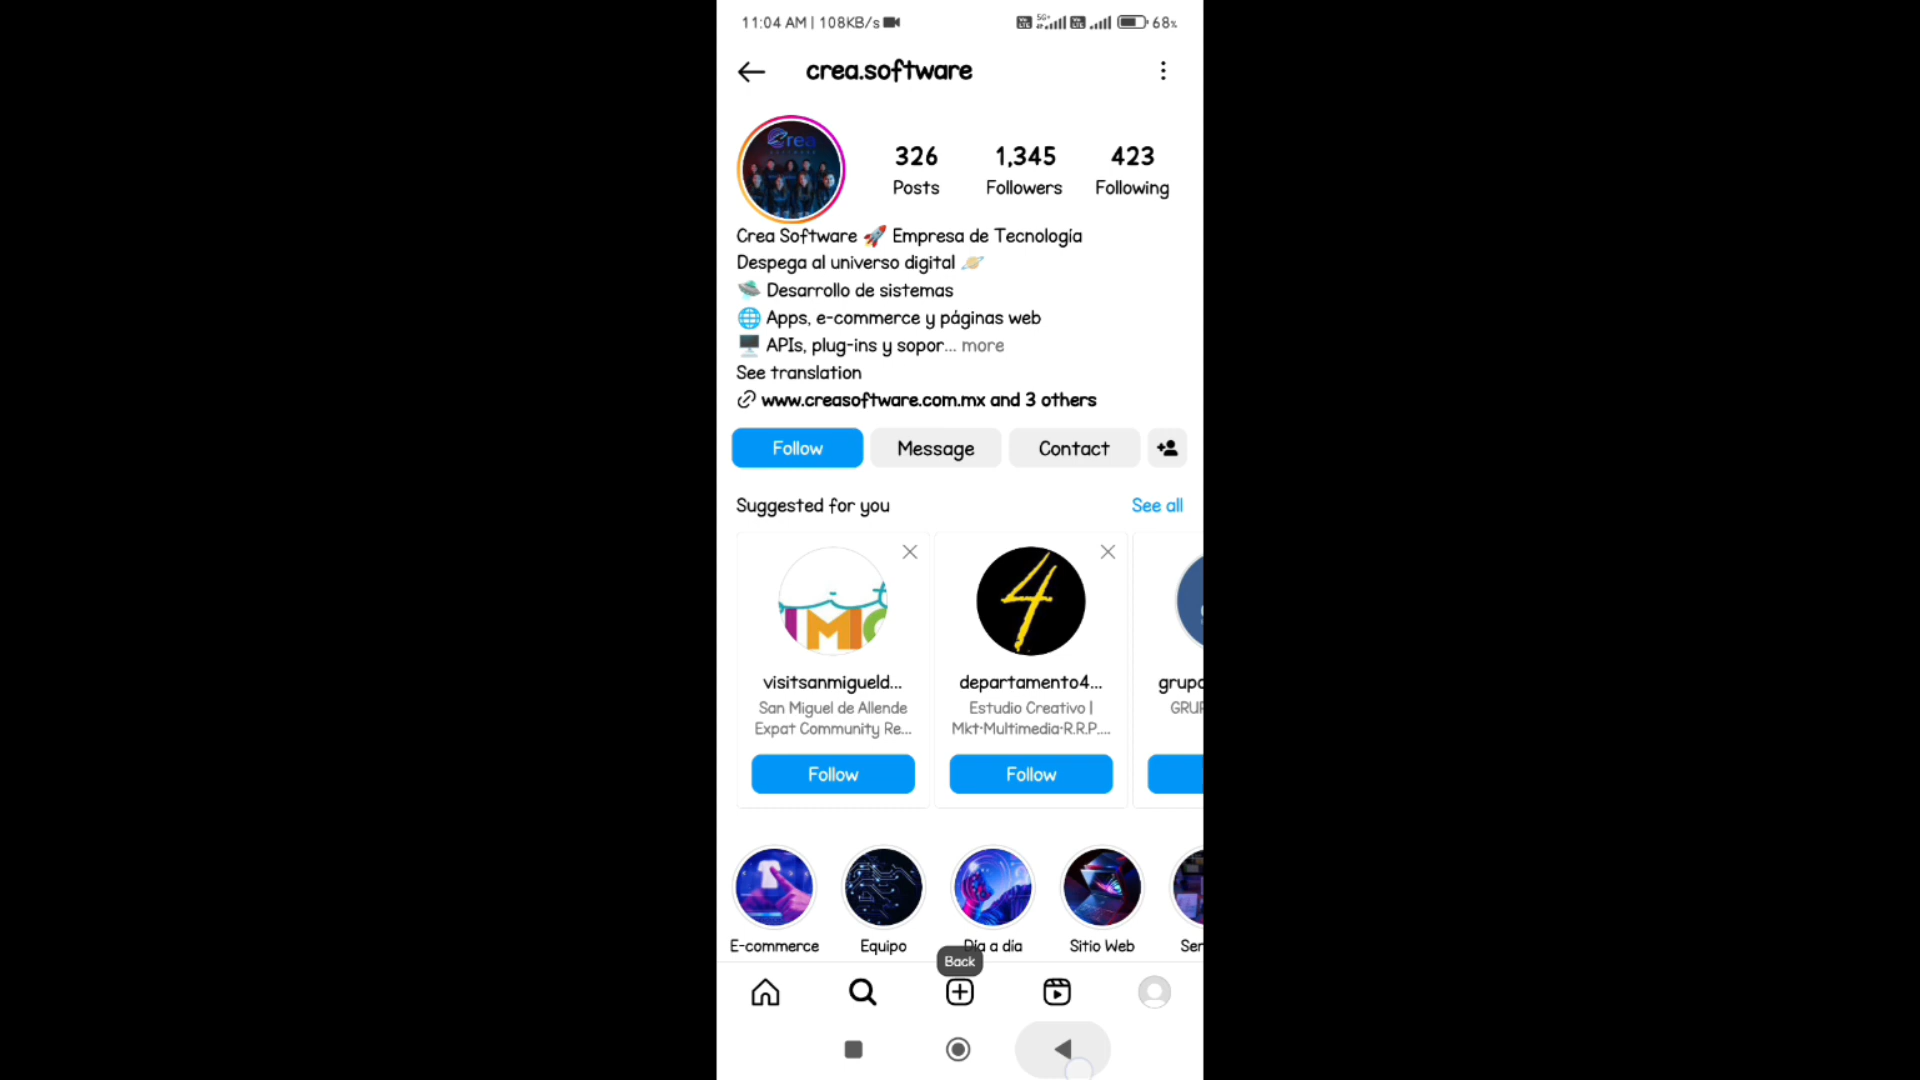 11:04 AM | 108KB/s
5G+
68%
crea.software
Crea
326
Posts
1,345
Followers
423
Following
Crea Software 🚀 Empresa de Tecnología
Despega al universo digital 🪐
🛸 Desarrollo de sistemas
🌐 Apps, e-commerce y páginas web
🖥️ APIs, plug-ins y sopor... more
See translation
www.creasoftware.com.mx and 3 others
Follow
Message
Contact
Suggested for you
See all
4
visitsanmigueld...
San Miguel de Allende
Expat Community Re...
Follow
departamento4...
Estudio Creativo |
Mkt·Multimedia·R.R.P....
Follow
E-commerce
Equipo
Día a día
Sitio Web
Back